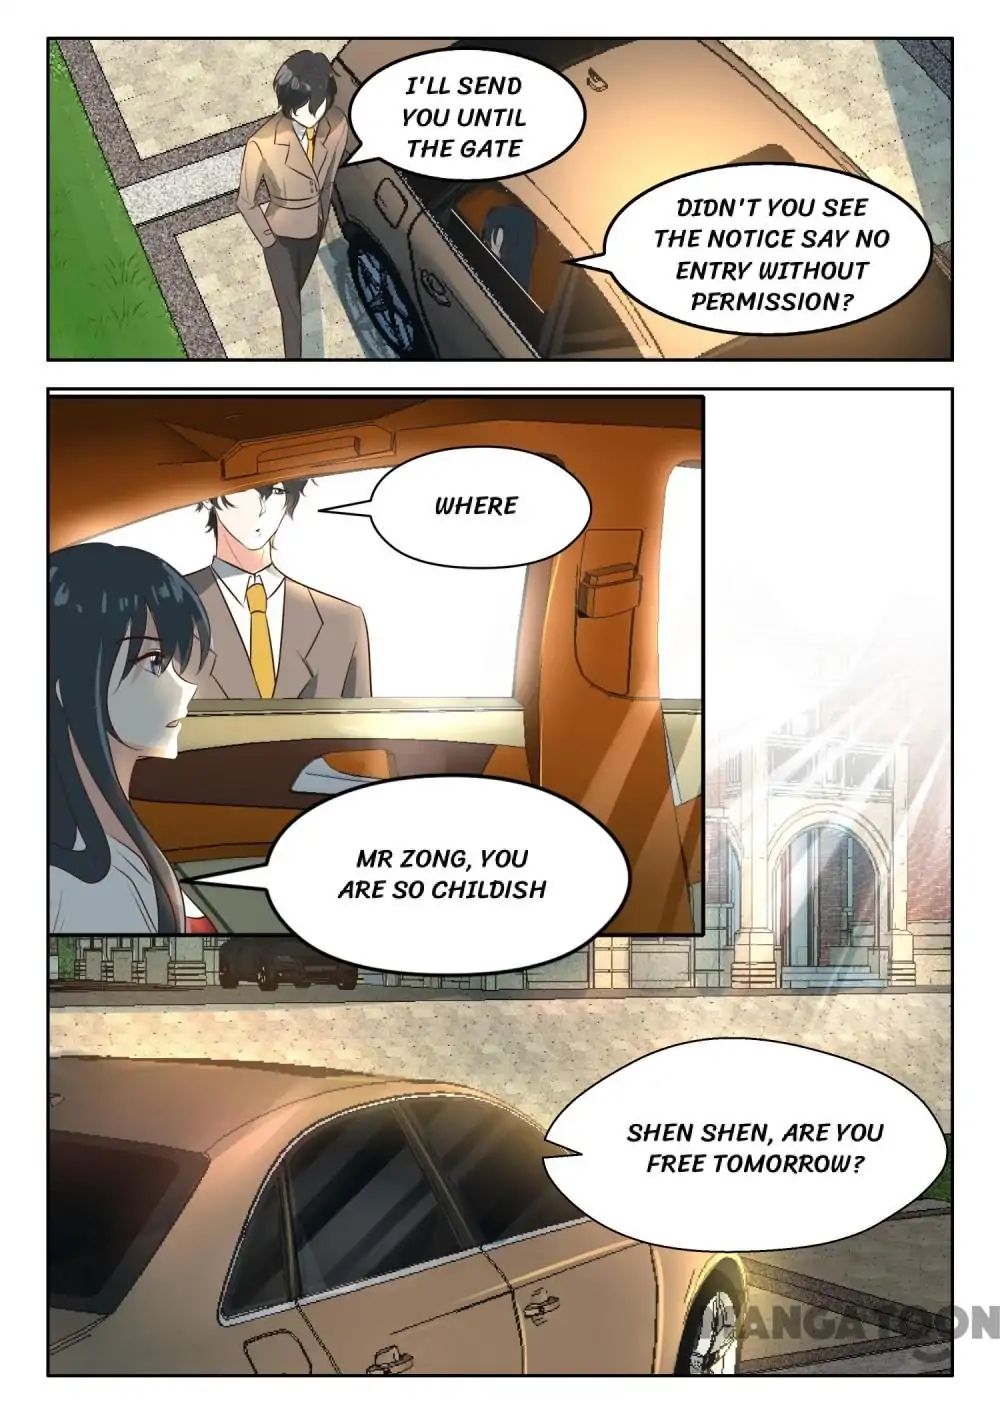 I'LL SEND
YOU UNTIL
THE GATE
DIDN'T YOU SEE
THE NOTICE SAY NO
ENTRY WITHOUT
PERMISSION?
WHERE
MR ZONG, YOU
ARE SO CHILDISH
SHEN SHEN, ARE YOU
FREE TOMORROW?
MANGATOON